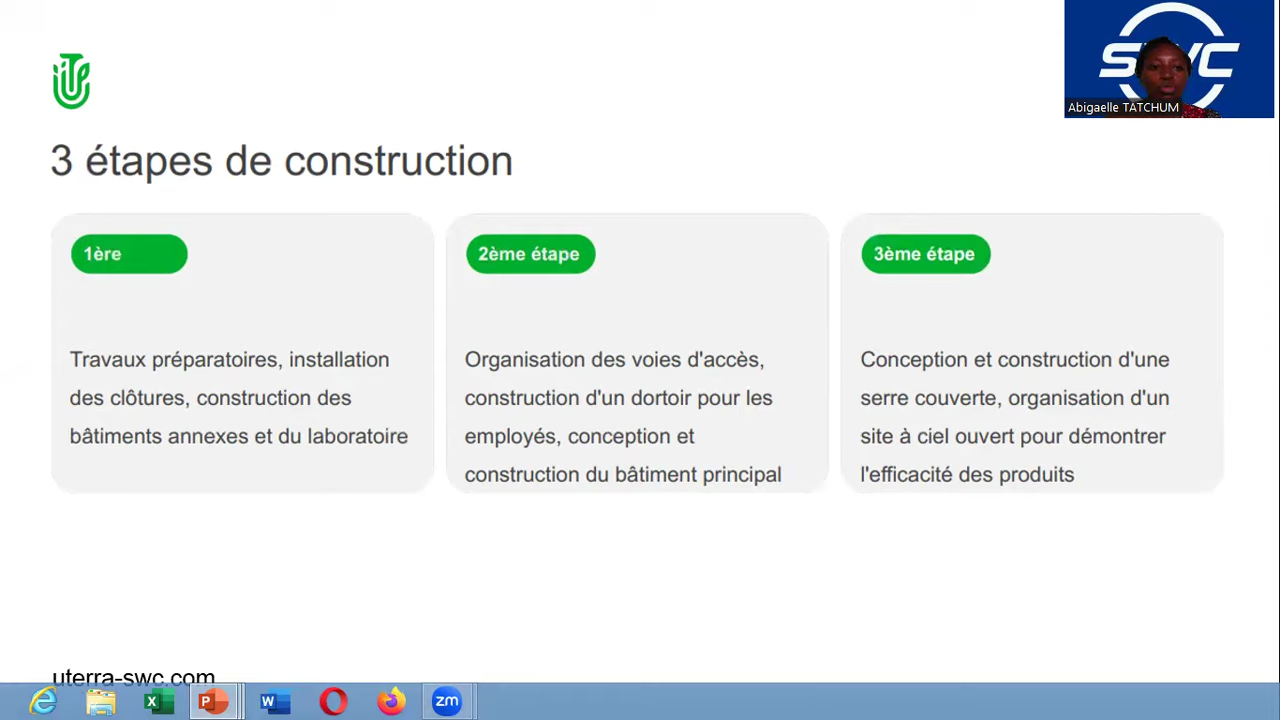 SWC
Abigaelle TATCHUM
3 étapes de construction
1ère
Travaux préparatoires, installation
des clôtures, construction des
bâtiments annexes et du laboratoire
2ème étape
Organisation des voies d'accès,
construction d'un dortoir pour les
employés, conception et
construction du bâtiment principal
3ème étape
Conception et construction d'une
serre couverte, organisation d'un
site à ciel ouvert pour démontrer
l'efficacité des produits
uterra-swc.com
zm